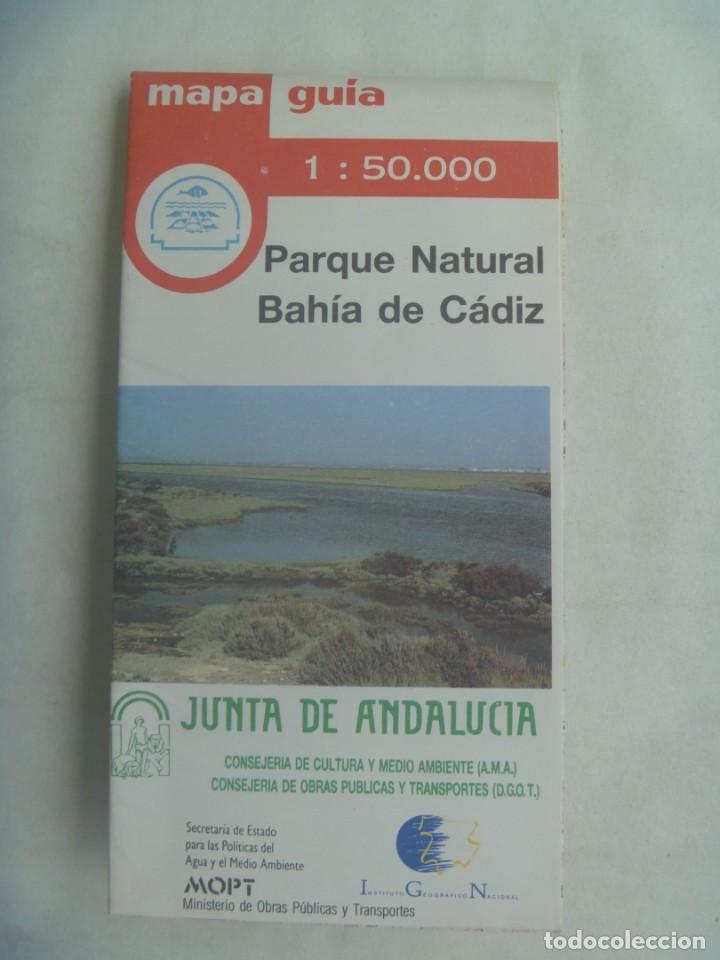 mapa guía
1 : 50.000
Parque Natural
Bahía de Cádiz
JUNTA DE ANDALUCIA
CONSEJERIA DE CULTURA Y MEDIO AMBIENTE (A.M.A.)
CONSEJERIA DE OBRAS PUBLICAS Y TRANSPORTES (D.G.O.T.)
Secretaría de Estado
para las Políticas del
Agua y el Medio Ambiente
MOPT
Ministerio de Obras Públicas y Transportes
INSTITUTO GEOGRAFICO NACIONAL
todocoleccion